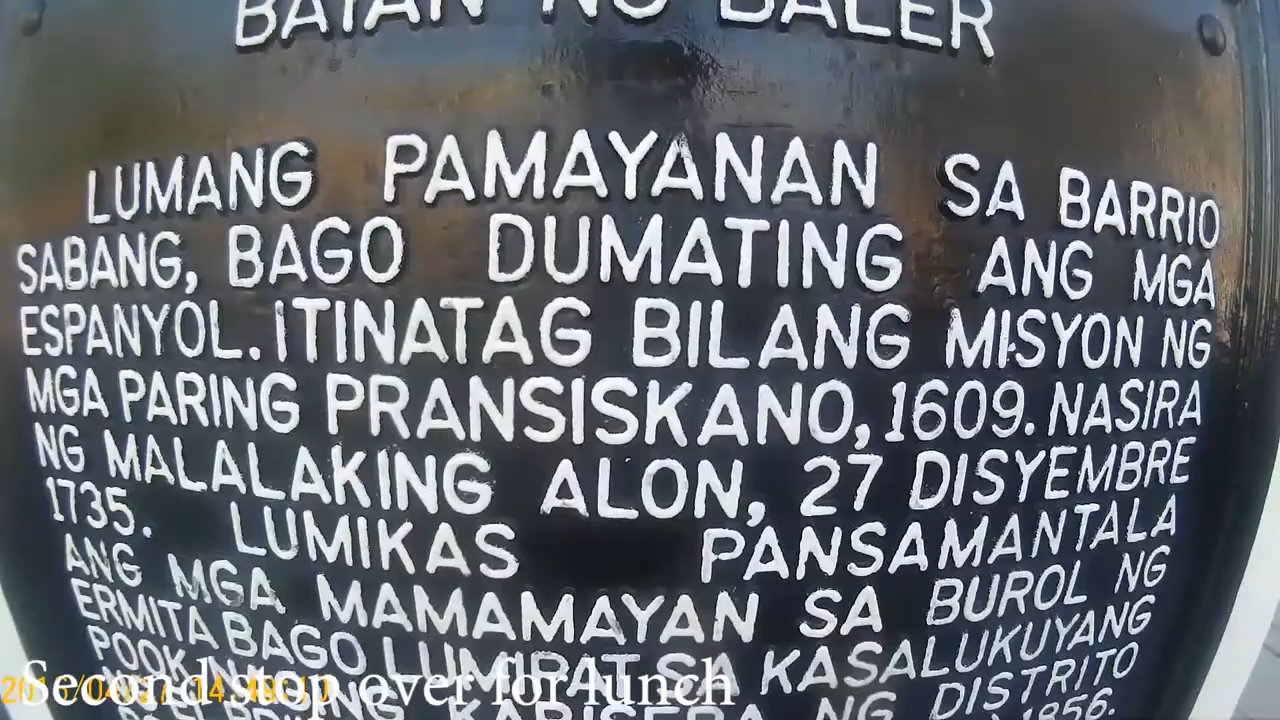 BAYAN NG BALER
LUMANG PAMAYANAN SA BARRIO
SABANG, BAGO DUMATING ANG MGA
ESPANYOL. ITINATAG BILANG MISYON NG
MGA PARING PRANSISKANO, 1609. NASIRA
NG MALALAKING ALON, 27 DISYEMBRE
1735. LUMIKAS PANSAMANTALA
ANG MGA MAMAMAYAN SA BUROL NG
ERMITA BAGO LUMIPAT SA KASALUKUYANG
POOK KABISERA NG DISTRITO
1856.
Second stop over for lunch